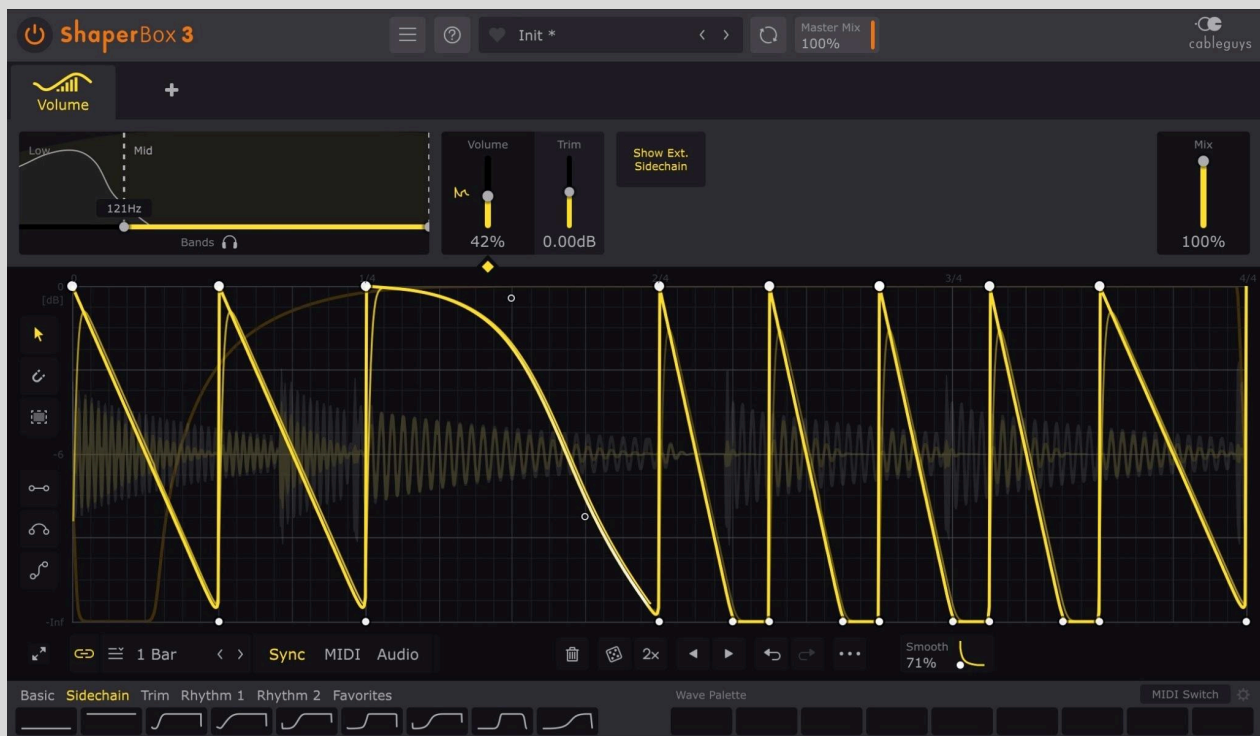 ShaperBox 3
Init *
Master Mix
100%
cableguys
Volume
Low
Mid
121Hz
Bands
Volume
42%
Trim
0.00dB
Show Ext.
Sidechain
Mix
100%
0
1/4
2/4
3/4
4/4
0
[dB]
-6
-Inf
1 Bar
Sync
MIDI
Audio
2x
Smooth
71%
Basic
Sidechain
Trim
Rhythm 1
Rhythm 2
Favorites
Wave Palette
MIDI Switch